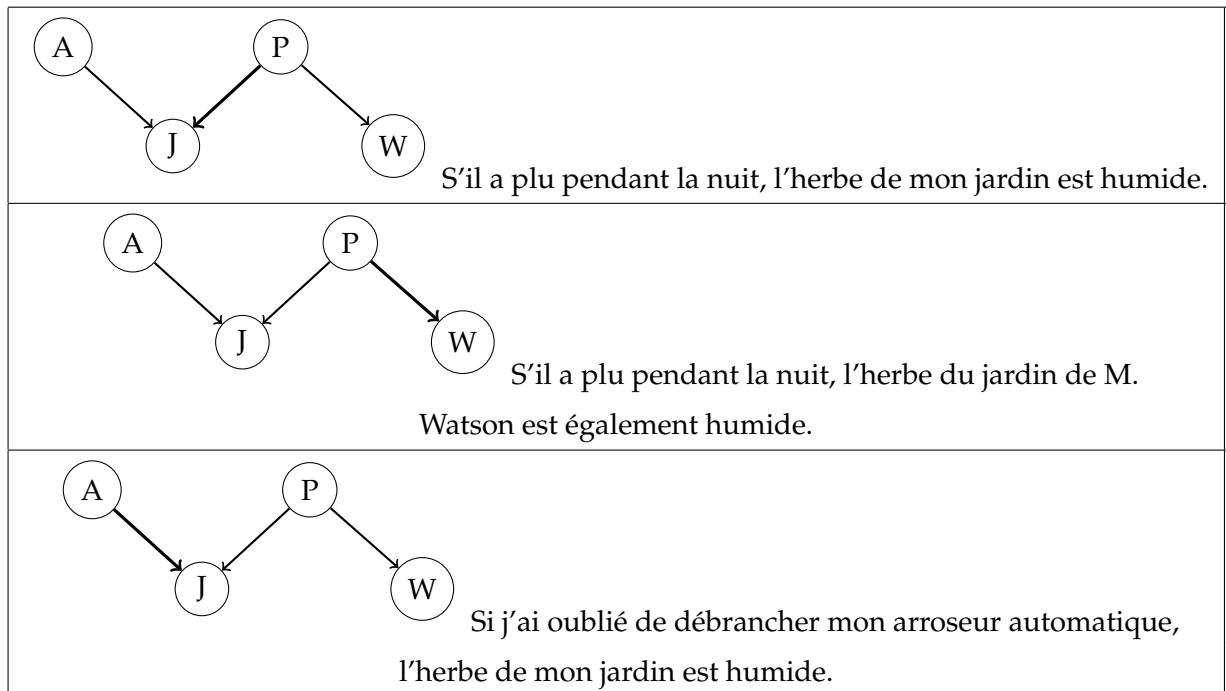 A P
J W
S'il a plu pendant la nuit, l'herbe de mon jardin est humide.
A P
J W
S'il a plu pendant la nuit, l'herbe du jardin de M.
Watson est également humide.
A P
J W
Si j'ai oublié de débrancher mon arroseur automatique,
l'herbe de mon jardin est humide.